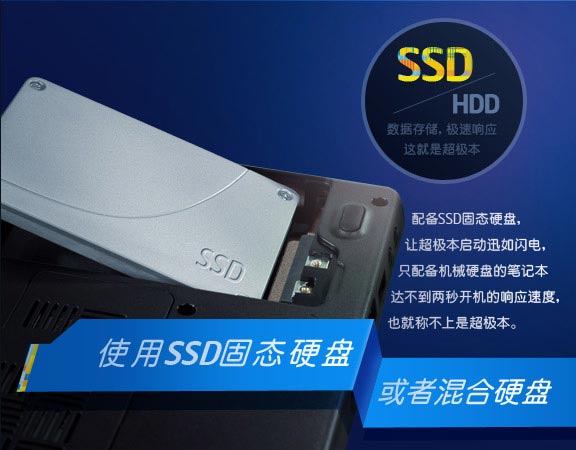 SSD
HDD
数据存储，极速响应
这就是超极本
SSD
配备SSD固态硬盘，
让超极本启动迅如闪电，
只配备机械硬盘的笔记本
达不到两秒开机的响应速度，
也就称不上是超极本。
使用SSD固态硬盘
或者混合硬盘